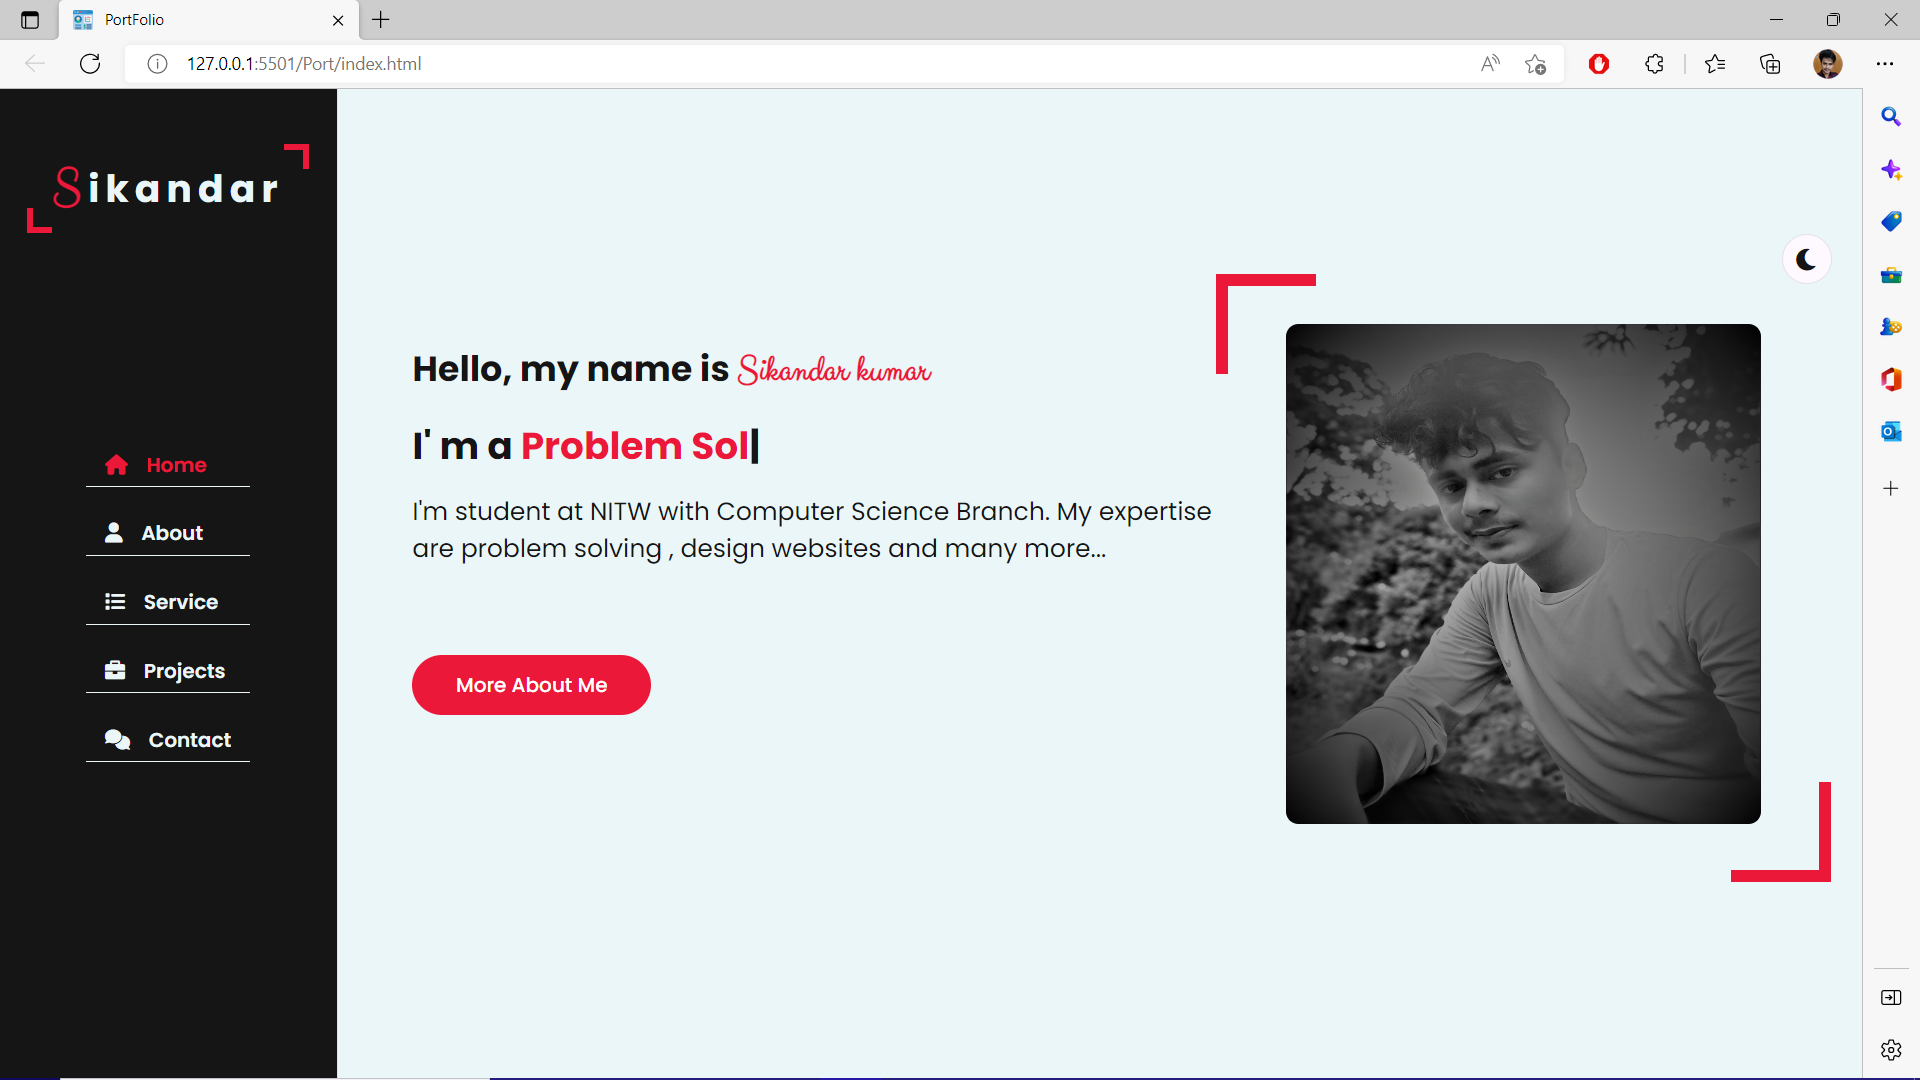 PortFolio
127.0.0.1:5501/Port/index.html
Sikandar
Home
About
Service
Projects
Contact
Hello, my name is Sikandar kumar
I' m a Problem Sol|
I'm student at NITW with Computer Science Branch. My expertise
are problem solving , design websites and many more...
More About Me